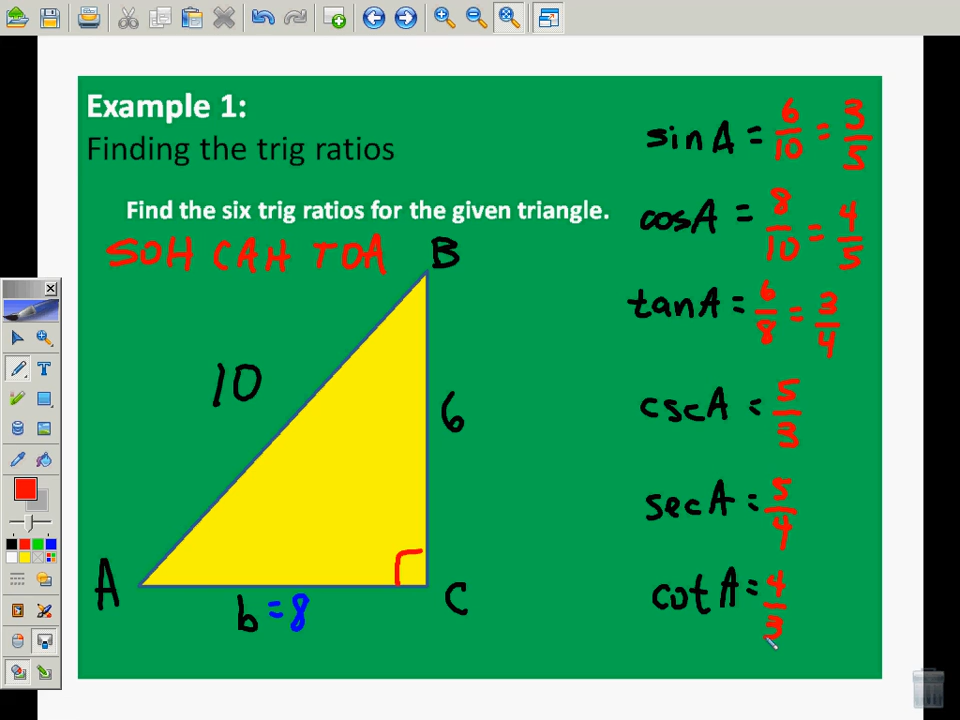 Example 1:
Finding the trig ratios
Find the six trig ratios for the given triangle.
SOH CAH TOA
B
10
6
A
b = 8
C
sin A = 6/10 = 3/5
cos A = 8/10 = 4/5
tan A = 6/8 = 3/4
csc A = 5/3
sec A = 5/4
cot A = 4/3
T